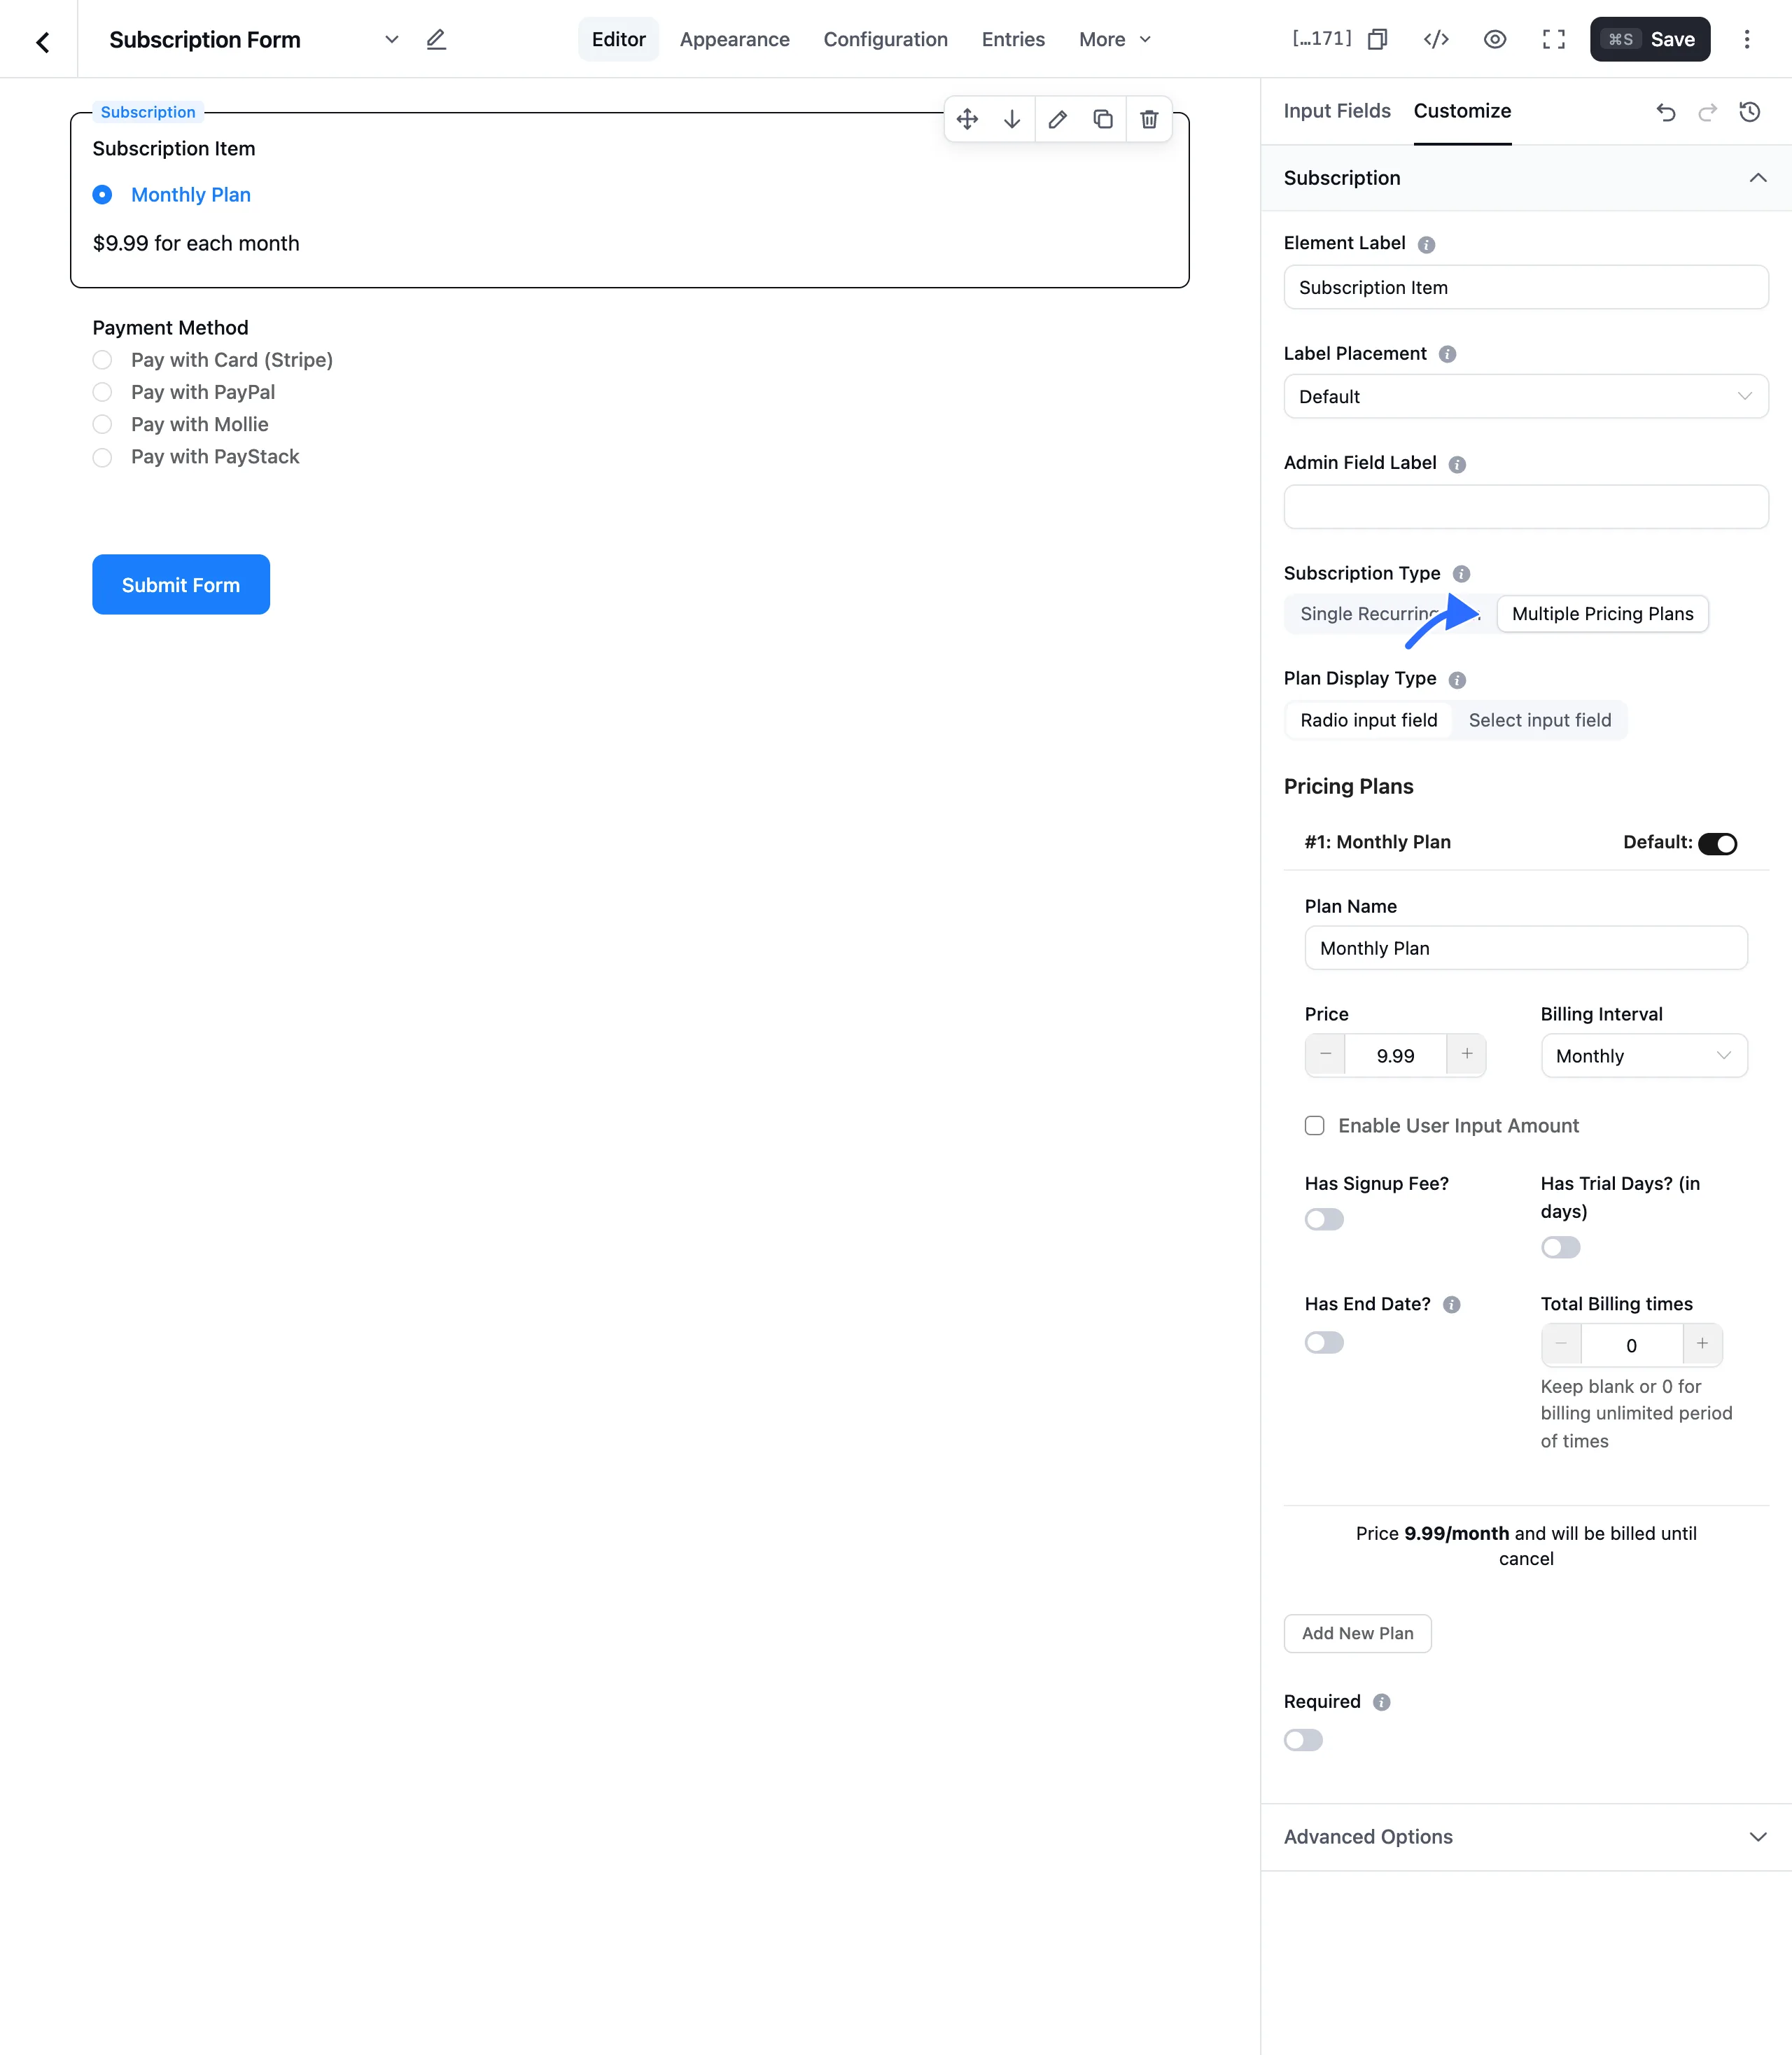 Subscription Form
Editor
Appearance
Configuration
Entries
More
[...171]
⌘S Save
Subscription
Subscription Item
Monthly Plan
$9.99 for each month
Payment Method
Pay with Card (Stripe)
Pay with PayPal
Pay with Mollie
Pay with PayStack
Submit Form
Input Fields
Customize
Subscription
Element Label
Subscription Item
Label Placement
Default
Admin Field Label
Subscription Type
Single Recurring
Multiple Pricing Plans
Plan Display Type
Radio input field
Select input field
Pricing Plans
#1: Monthly Plan
Default:
Plan Name
Monthly Plan
Price
Billing Interval
− 9.99 +
Monthly
Enable User Input Amount
Has Signup Fee?
Has Trial Days? (in
days)
Has End Date?
Total Billing times
− 0 +
Keep blank or 0 for
billing unlimited period
of times
Price 9.99/month and will be billed until
cancel
Add New Plan
Required
Advanced Options